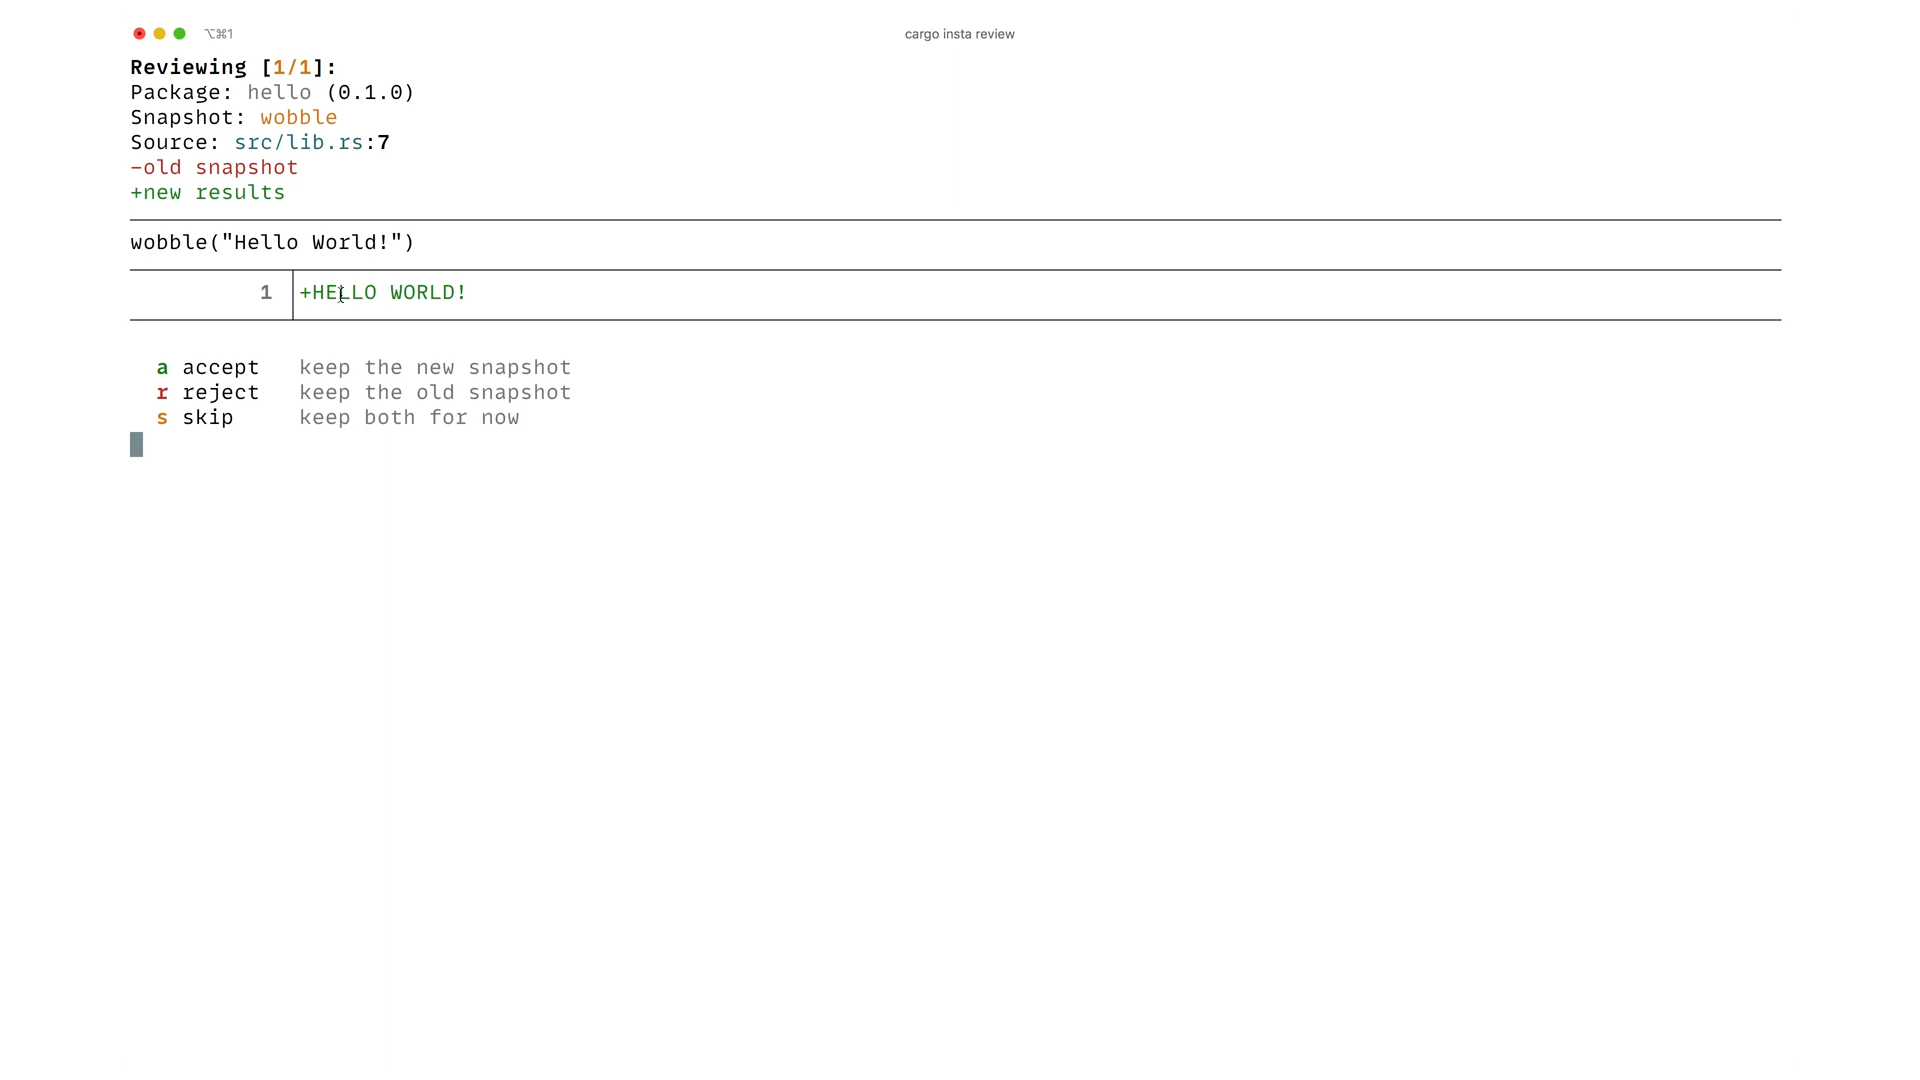 ⌥⌘1
cargo insta review
Reviewing [1/1]:
Package: hello (0.1.0)
Snapshot: wobble
Source: src/lib.rs:7
-old snapshot
+new results
wobble("Hello World!")
1 +HELLO WORLD!
a accept keep the new snapshot
r reject keep the old snapshot
s skip keep both for now